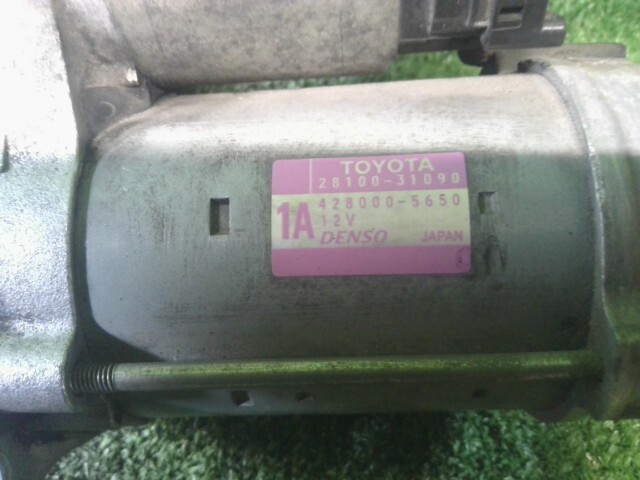 TOYOTA
28100-31090
1A 428000-5650
12V
DENSO JAPAN